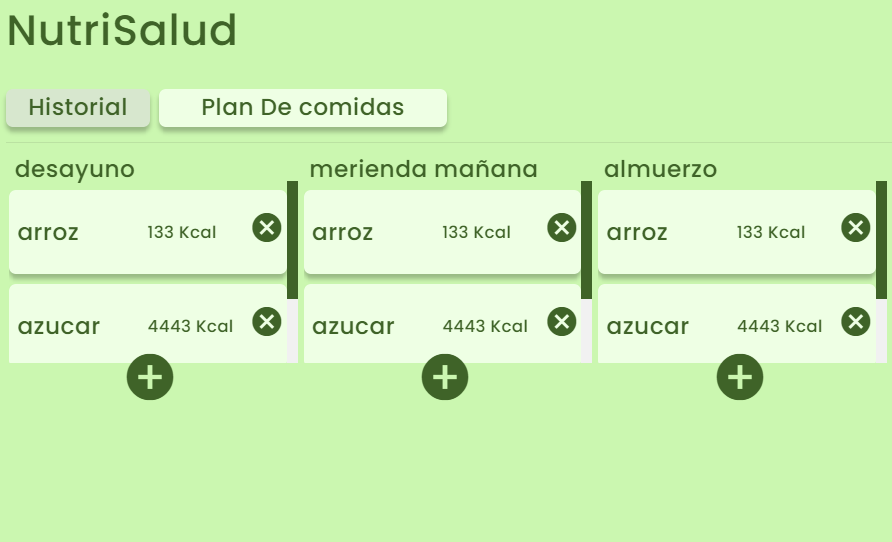 NutriSalud
Historial
Plan De comidas
desayuno
merienda mañana
almuerzo
arroz 133 Kcal
arroz 133 Kcal
arroz 133 Kcal
azucar 4443 Kcal
azucar 4443 Kcal
azucar 4443 Kcal